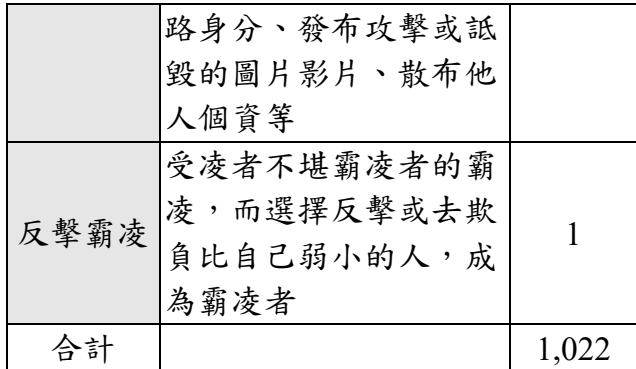 路身分、發布攻擊或詆
毀的圖片影片、散布他
人個資等
反擊霸凌
受凌者不堪霸凌者的霸
凌，而選擇反擊或去欺
負比自己弱小的人，成
為霸凌者
1
合計
1,022